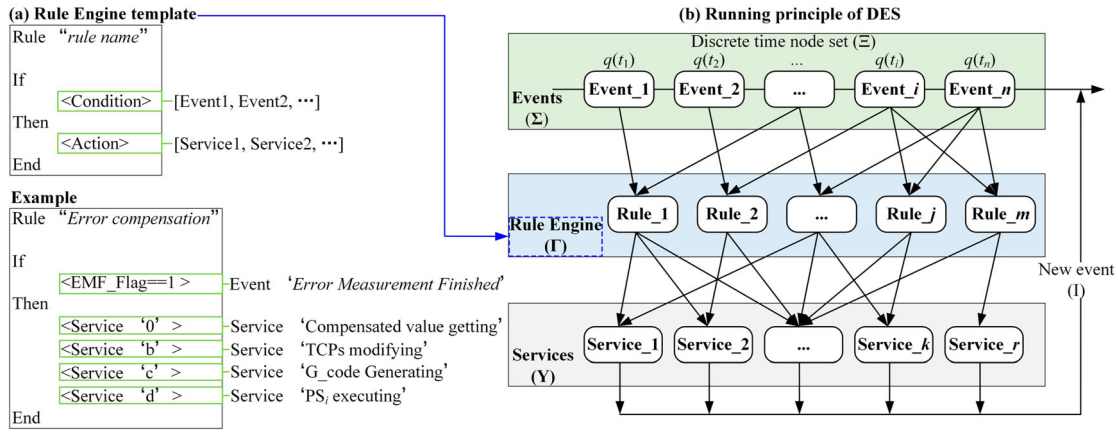 (a) Rule Engine template
Rule “rule name”
If
<Condition> [Event1, Event2, ⋯]
Then
<Action> [Service1, Service2, ⋯]
End
Example
Rule “Error compensation”
If
<EMF_Flag==1 > Event ‘Error Measurement Finished’
Then
<Service ‘0’ > Service ‘Compensated value getting’
<Service ‘b’ > Service ‘TCPs modifying’
<Service ‘c’ > Service ‘G_code Generating’
<Service ‘d’ > Service ‘PSi executing’
End
(b) Running principle of DES
Discrete time node set (Ξ)
q(t1) q(t2) ... q(ti) q(tn)
Event_1 Event_2 ... Event_i Event_n
Events
(Σ)
Rule_1 Rule_2 ... Rule_j Rule_m
Rule Engine
(Γ)
New event
(I)
Service_1 Service_2 ... Service_k Service_r
Services
(Υ)